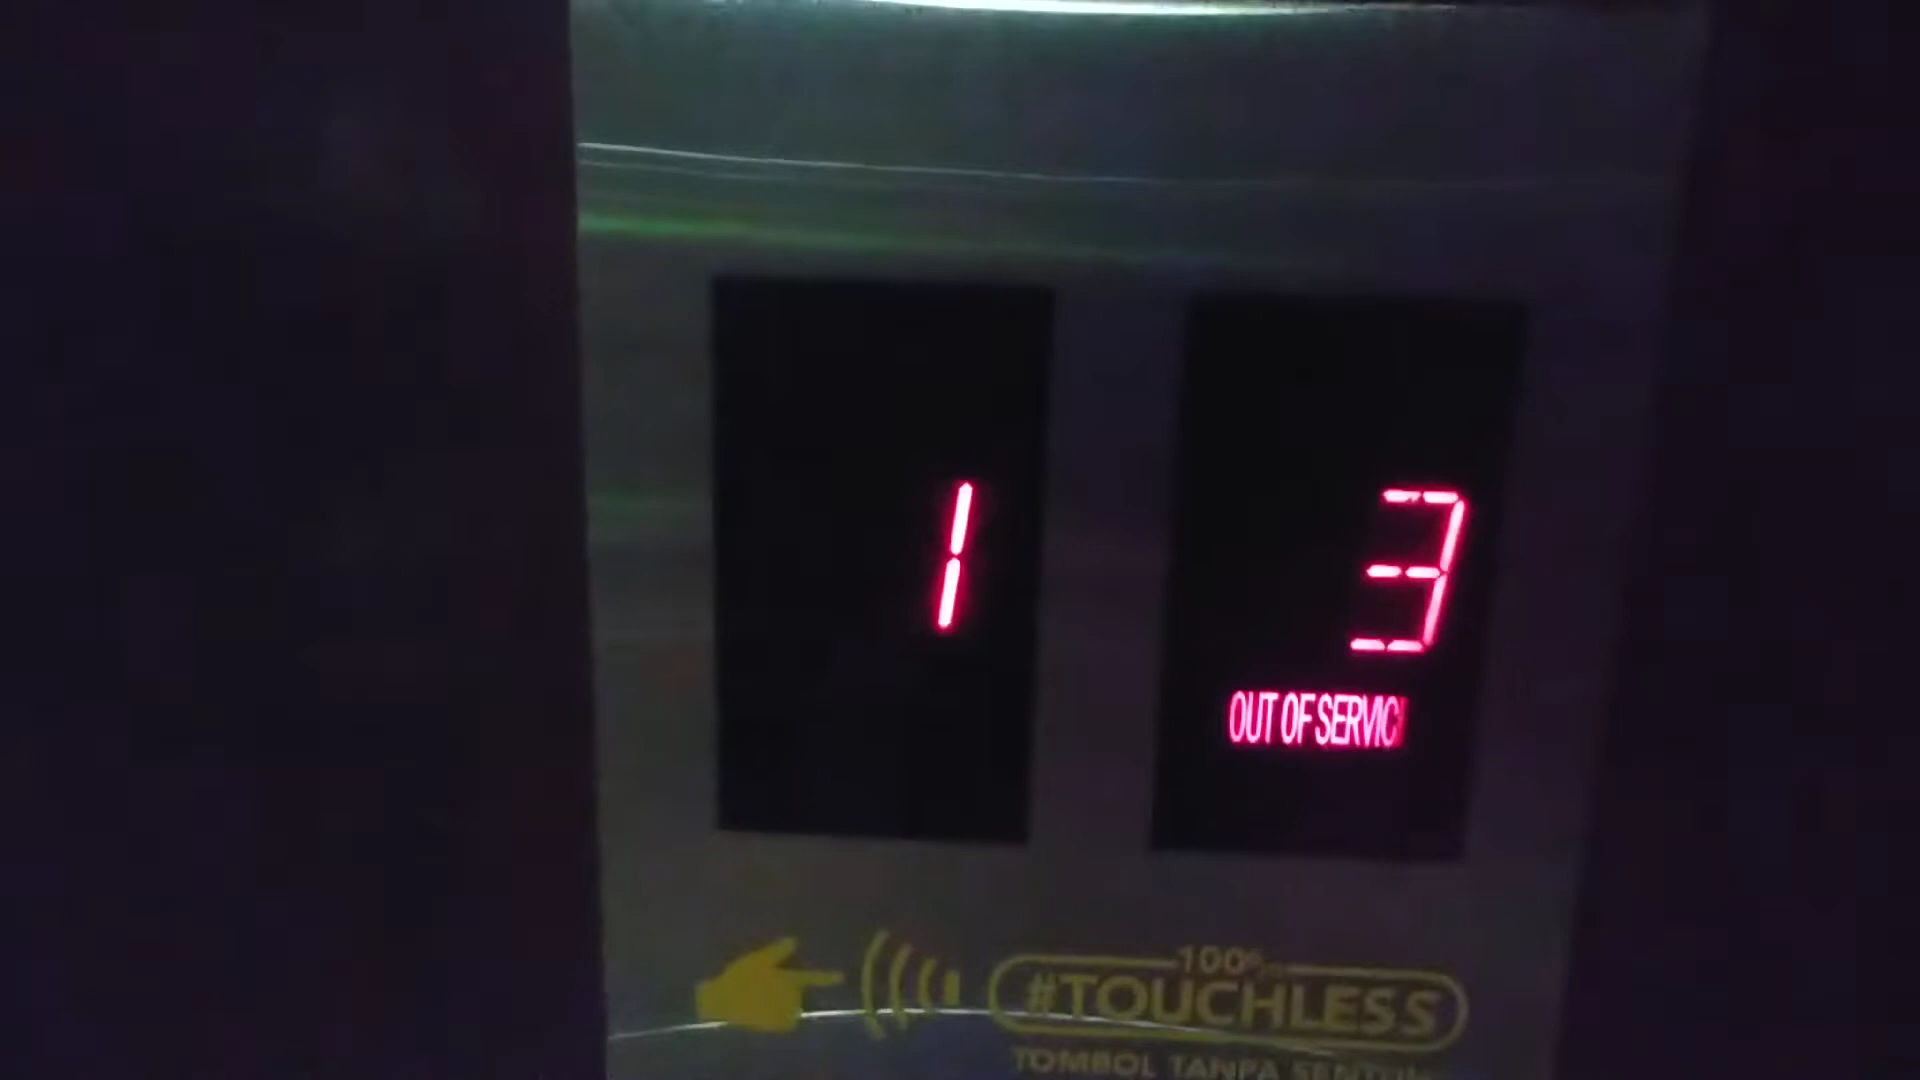 1
3
OUT OF SERVIC
100%
#TOUCHLESS
TOMBOL TANPA